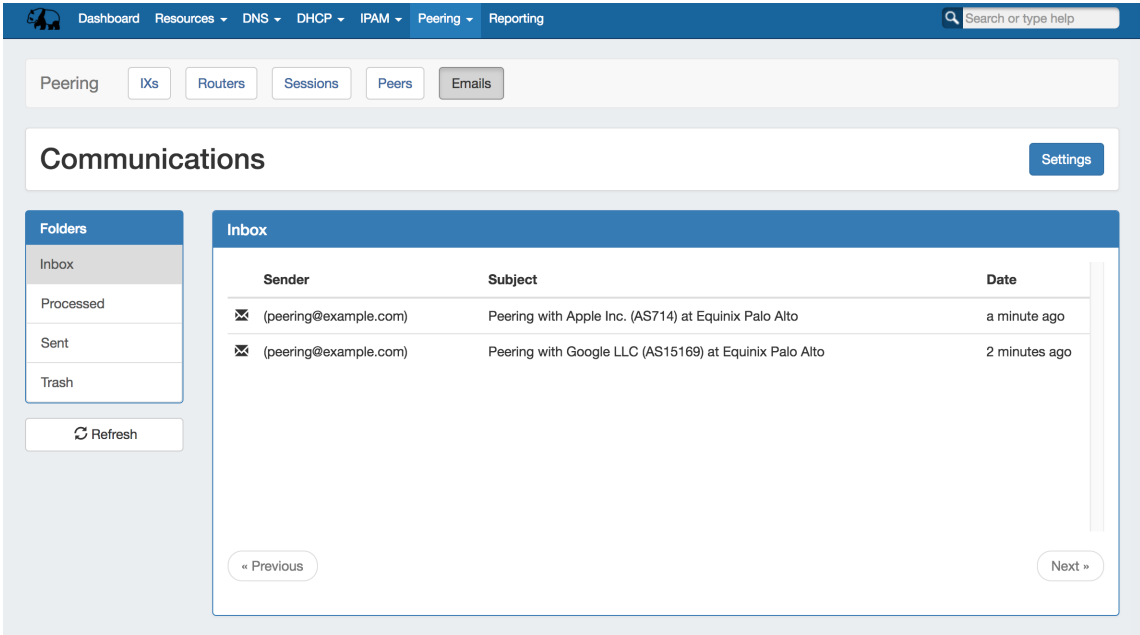 Dashboard Resources DNS DHCP IPAM Peering Reporting Search or type help
Peering IXs Routers Sessions Peers Emails
Communications Settings
Folders
Inbox
Processed
Sent
Trash
Refresh
Inbox
Sender Subject Date
(peering@example.com) Peering with Apple Inc. (AS714) at Equinix Palo Alto a minute ago
(peering@example.com) Peering with Google LLC (AS15169) at Equinix Palo Alto 2 minutes ago
« Previous Next »